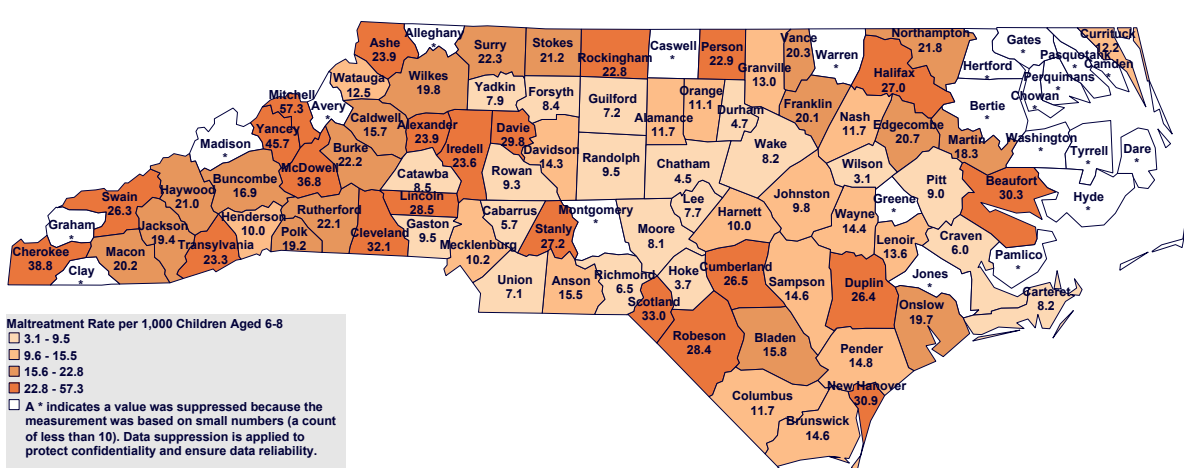 Ashe
23.9
Alleghany
*
Surry
22.3
Stokes
21.2
Rockingham
22.8
Caswell
*
Person
22.9
Granville
13.0
Vance
20.3
Warren
*
Northampton
21.8
Halifax
27.0
Gates
*
Hertford
*
Pasquotank
*
Currituck
12.2
Camden
*
Perquimans
*
Chowan
*
Bertie
*
Watauga
12.5
Wilkes
19.8
Yadkin
7.9
Forsyth
8.4
Guilford
7.2
Alamance
11.7
Orange
11.1
Durham
4.7
Franklin
20.1
Nash
11.7
Edgecombe
20.7
Martin
18.3
Washington
*
Tyrrell
*
Dare
*
Mitchell
57.3
Avery
*
Yancey
45.7
Madison
*
Caldwell
15.7
Alexander
23.9
Iredell
23.6
Davie
29.8
Davidson
14.3
Randolph
9.5
Chatham
4.5
Wake
8.2
Wilson
3.1
Pitt
9.0
Beaufort
30.3
Hyde
*
Burke
22.2
McDowell
36.8
Buncombe
16.9
Haywood
21.0
Swain
26.3
Graham
*
Catawba
8.5
Rowan
9.3
Lincoln
28.5
Lee
7.7
Johnston
9.8
Greene
*
Wayne
14.4
Cherokee
38.8
Clay
*
Macon
20.2
Jackson
19.4
Transylvania
23.3
Henderson
10.0
Polk
19.2
Rutherford
22.1
Cleveland
32.1
Gaston
9.5
Mecklenburg
10.2
Cabarrus
5.7
Stanly
27.2
Montgomery
*
Moore
8.1
Harnett
10.0
Lenoir
13.6
Craven
6.0
Pamlico
*
Jones
*
Union
7.1
Anson
15.5
Richmond
6.5
Hoke
3.7
Scotland
33.0
Cumberland
26.5
Sampson
14.6
Duplin
26.4
Onslow
19.7
Carteret
8.2
Robeson
28.4
Bladen
15.8
Pender
14.8
New Hanover
30.9
Columbus
11.7
Brunswick
14.6
Maltreatment Rate per 1,000 Children Aged 6-8
3.1 - 9.5
9.6 - 15.5
15.6 - 22.8
22.8 - 57.3
A * indicates a value was suppressed because the
measurement was based on small numbers (a count
of less than 10). Data suppression is applied to
protect confidentiality and ensure data reliability.